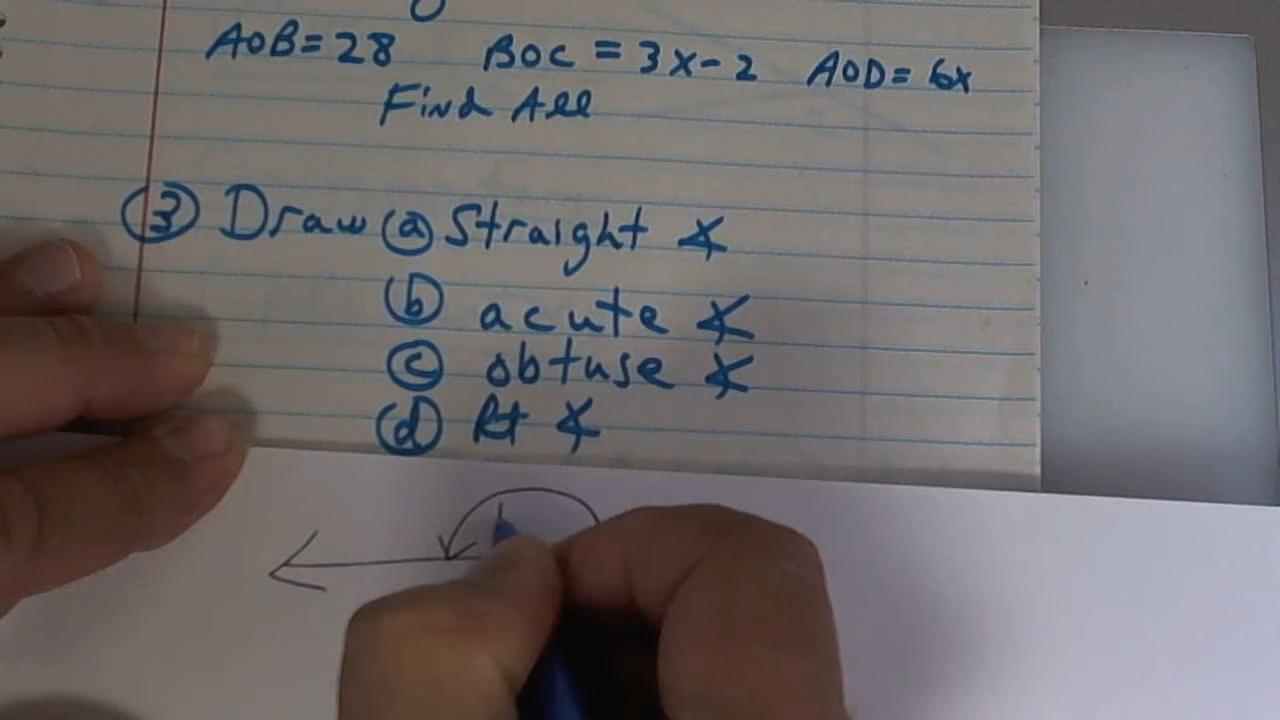 AOB = 28 BOC = 3x - 2 AOD = 6x
Find All
③ Draw ⓐ Straight ∡
ⓑ acute ∡
ⓒ obtuse ∡
ⓓ Rt ∡